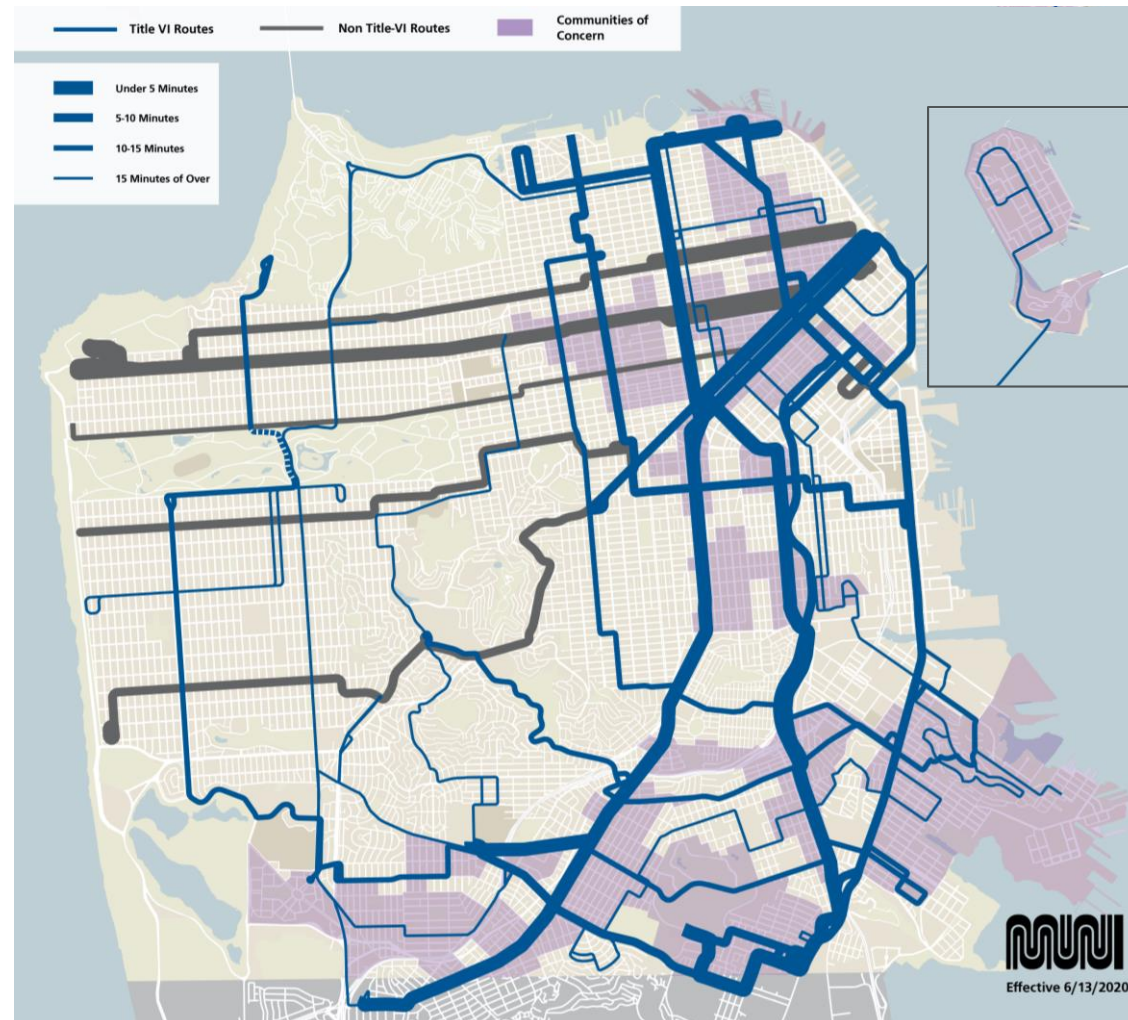 Title VI Routes
Non Title-VI Routes
Communities of
Concern
Under 5 Minutes
5-10 Minutes
10-15 Minutes
15 Minutes of Over
MUNI
Effective 6/13/2020